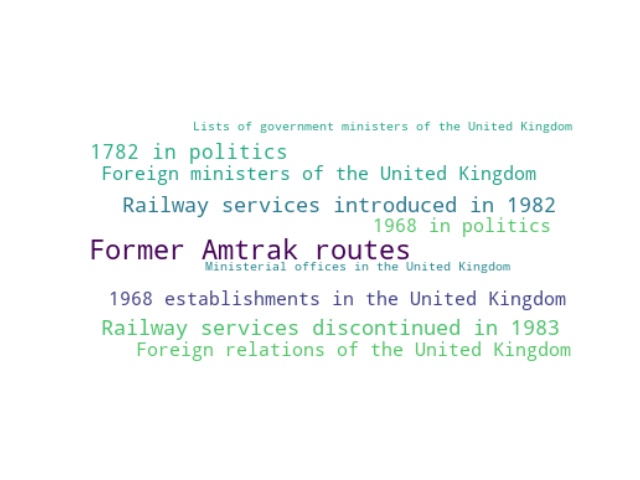 Lists of government ministers of the United Kingdom
1782 in politics
Foreign ministers of the United Kingdom
Railway services introduced in 1982
1968 in politics
Former Amtrak routes
Ministerial offices in the United Kingdom
1968 establishments in the United Kingdom
Railway services discontinued in 1983
Foreign relations of the United Kingdom